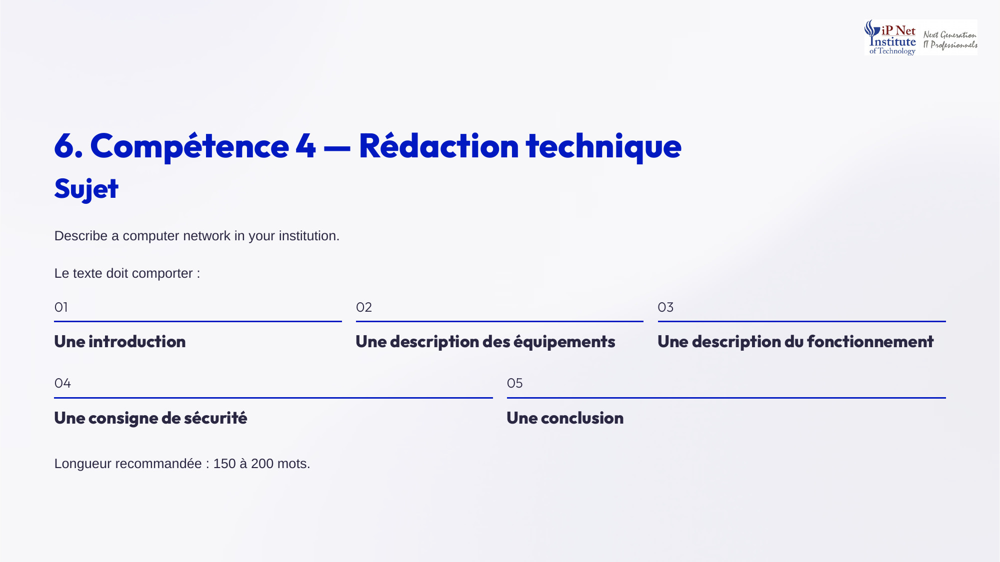 iP Net
Institute
of Technology
Next Generation
IT Professionnels
6. Compétence 4 — Rédaction technique
Sujet
Describe a computer network in your institution.
Le texte doit comporter :
01
Une introduction
02
Une description des équipements
03
Une description du fonctionnement
04
Une consigne de sécurité
05
Une conclusion
Longueur recommandée : 150 à 200 mots.